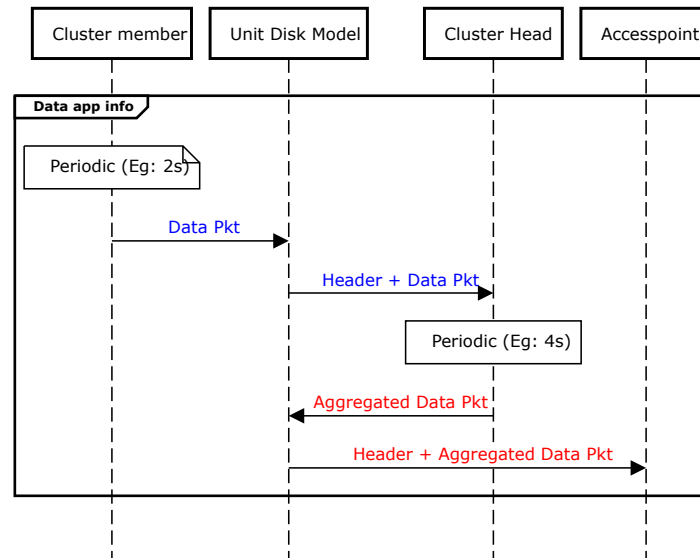 Cluster member
Unit Disk Model
Cluster Head
Accesspoint
Data app info
Periodic (Eg: 2s)
Data Pkt
Header + Data Pkt
Periodic (Eg: 4s)
Aggregated Data Pkt
Header + Aggregated Data Pkt